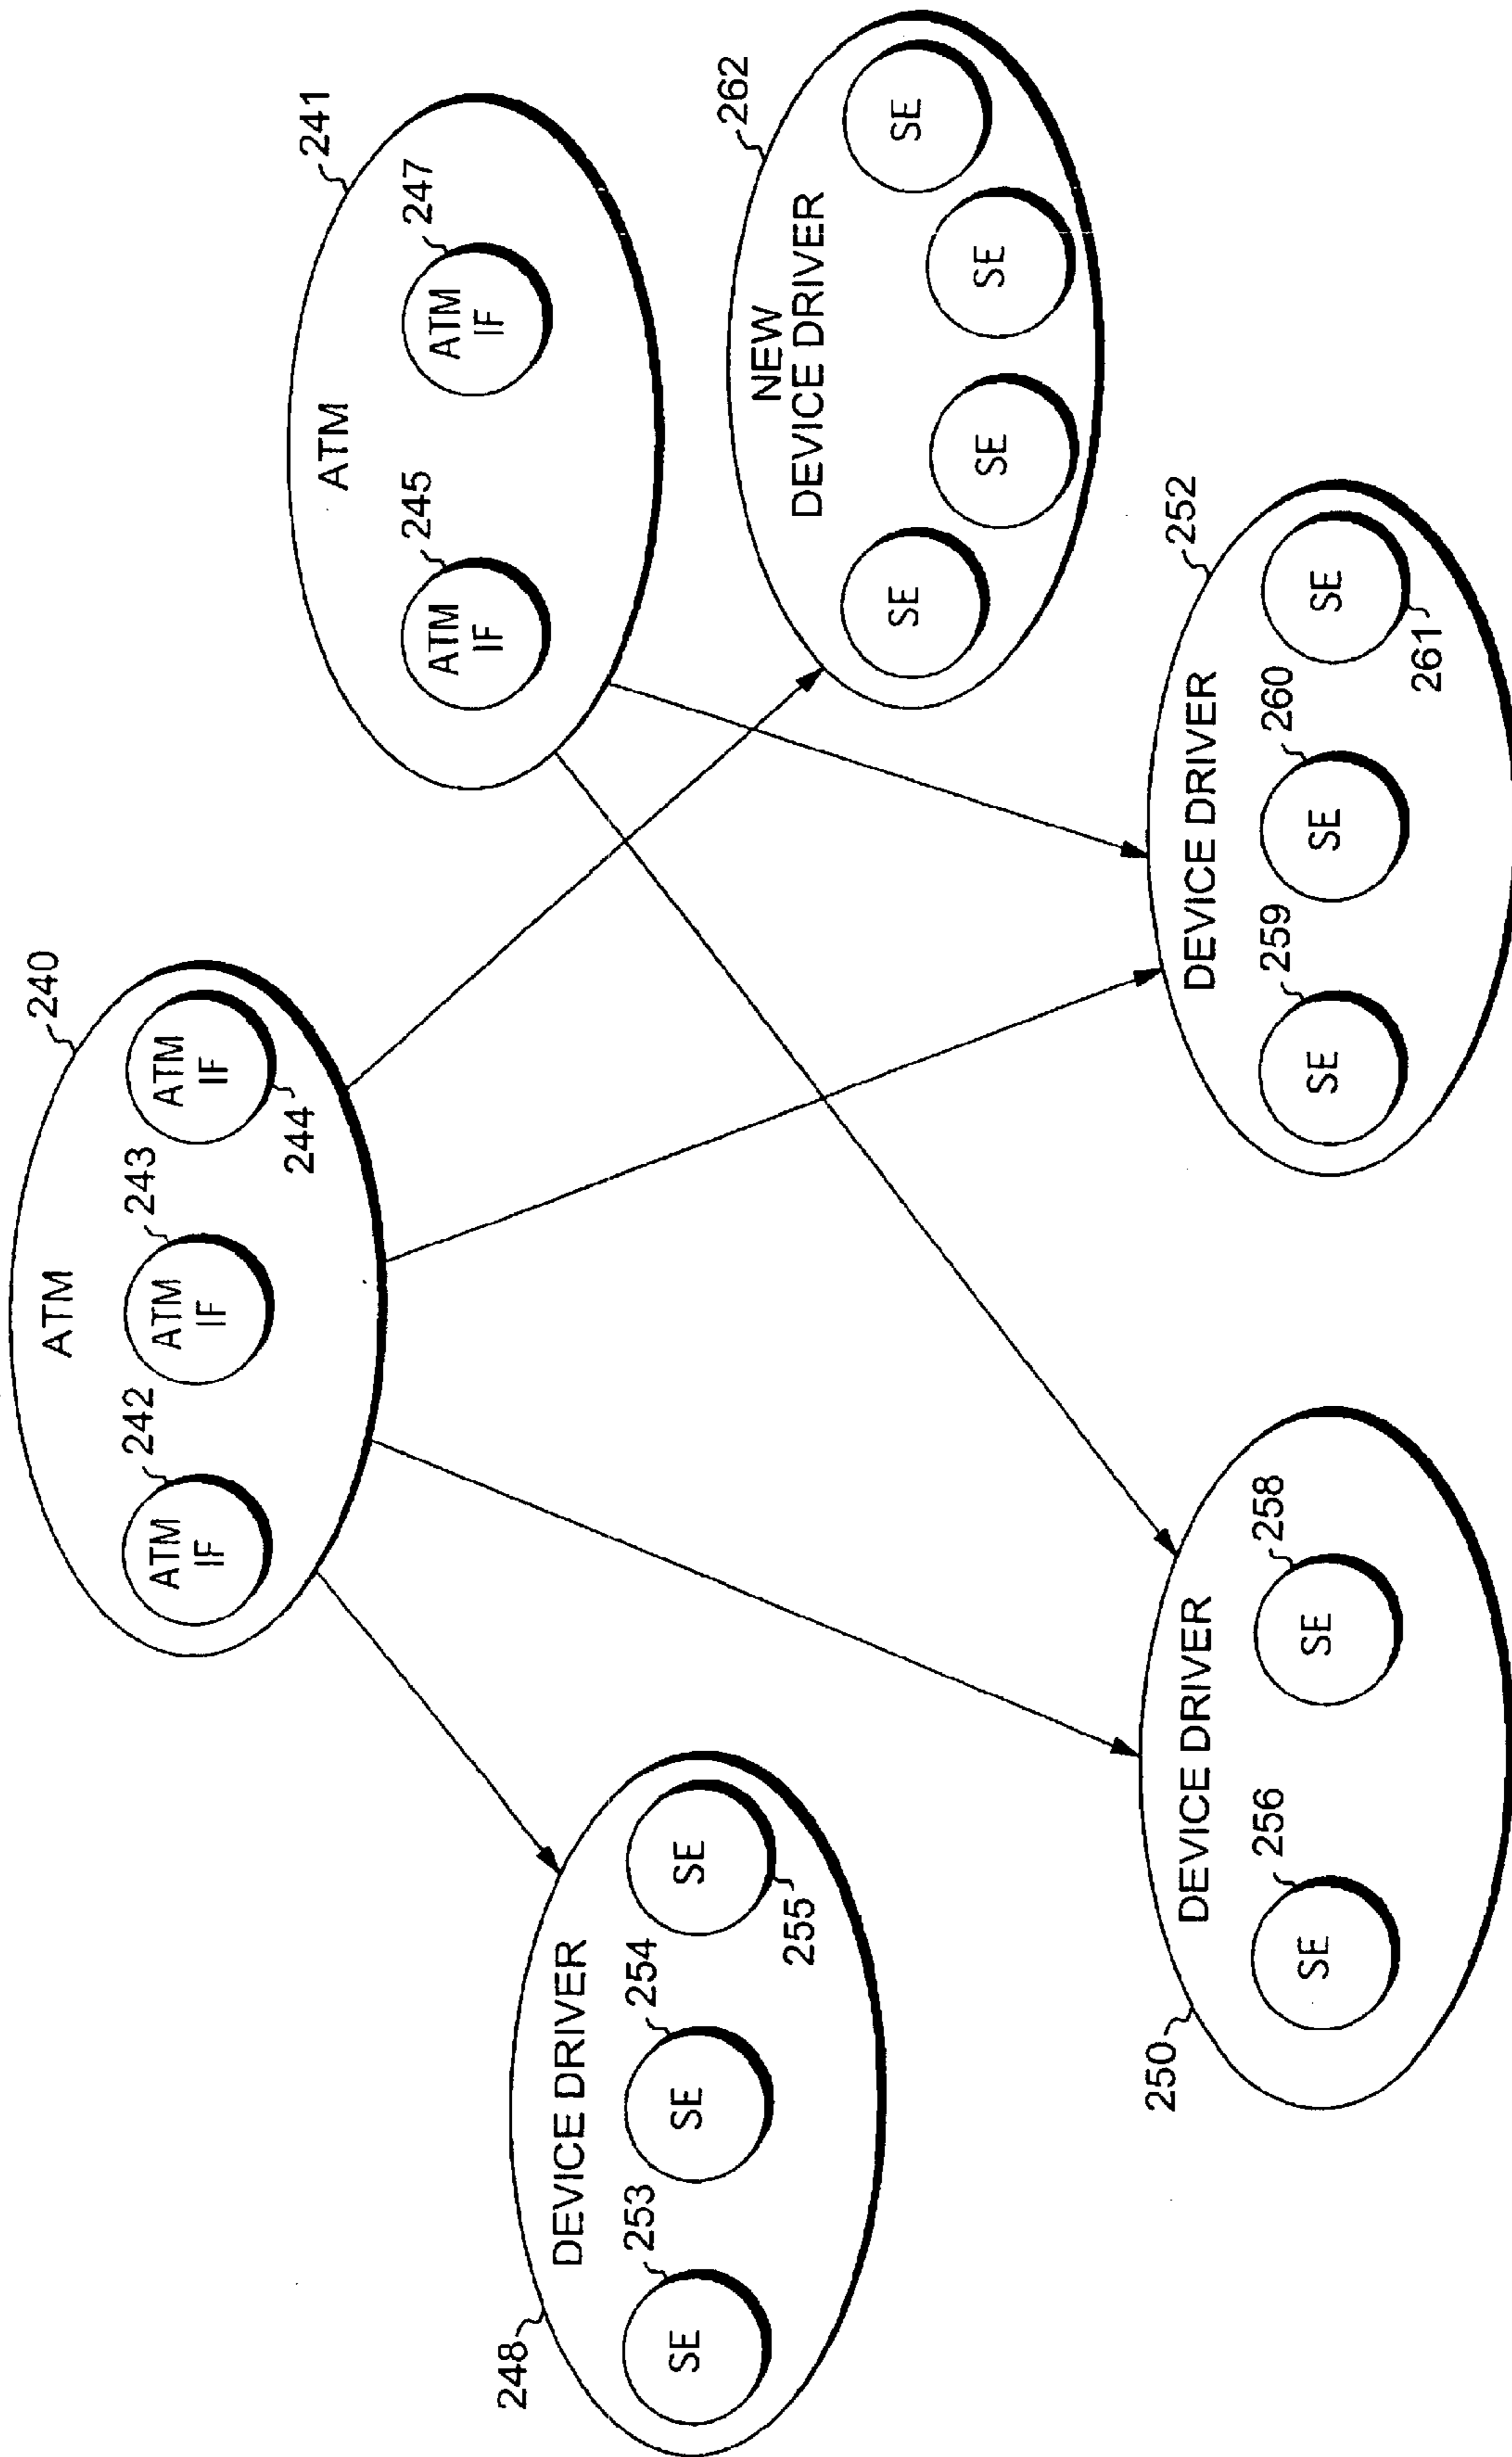 240
ATM
242
243
ATM
IF
ATM
IF
ATM
IF
244
241
ATM
245
247
ATM
IF
ATM
IF
248
DEVICE DRIVER
253
254
SE
SE
SE
255
262
NEW
DEVICE DRIVER
SE
SE
SE
SE
250
DEVICE DRIVER
256
258
SE
SE
252
DEVICE DRIVER
259
260
SE
SE
SE
261